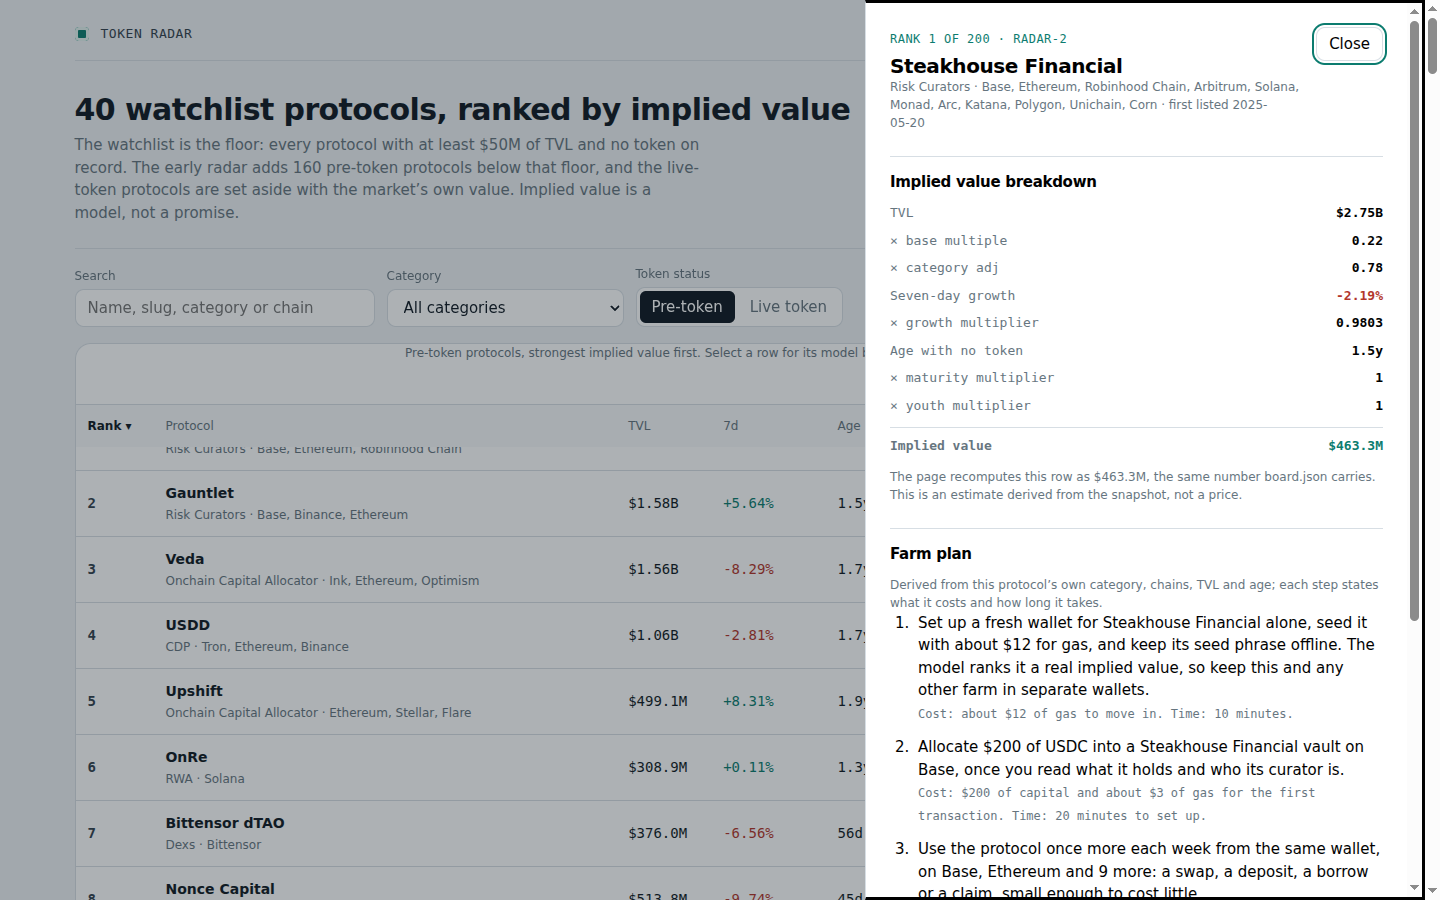 TOKEN RADAR
40 watchlist protocols, ranked by implied value
The watchlist is the floor: every protocol with at least $50M of TVL and no token on
record. The early radar adds 160 pre-token protocols below that floor, and the live-
token protocols are set aside with the market’s own value. Implied value is a
model, not a promise.
Search
Category
Token status
Name, slug, category or chain
All categories
Pre-token
Live token
Pre-token protocols, strongest implied value first. Select a row for its model
Rank ▾ Protocol TVL 7d Age
Risk Curators · Base, Ethereum, Robinhood Chain
2 Gauntlet $1.58B +5.64%
Risk Curators · Base, Binance, Ethereum
3 Veda $1.56B -8.29%
Onchain Capital Allocator · Ink, Ethereum, Optimism
4 USDD $1.06B -2.81%
CDP · Tron, Ethereum, Binance
5 Upshift $499.1M +8.31%
Onchain Capital Allocator · Ethereum, Stellar, Flare
6 OnRe $308.9M +0.11%
RWA · Solana
7 Bittensor dTAO $376.0M -6.56% 56d
Dexs · Bittensor
8 Nonce Capital $513.8M -9.74% 45d
RANK 1 OF 200 · RADAR-2
Close
Steakhouse Financial
Risk Curators · Base, Ethereum, Robinhood Chain, Arbitrum, Solana,
Monad, Arc, Katana, Polygon, Unichain, Corn · first listed 2025-
05-20
Implied value breakdown
TVL $2.75B
× base multiple 0.22
× category adj 0.78
Seven-day growth -2.19%
× growth multiplier 0.9803
Age with no token 1.5y
× maturity multiplier 1
× youth multiplier 1
Implied value $463.3M
The page recomputes this row as $463.3M, the same number board.json carries.
This is an estimate derived from the snapshot, not a price.
Farm plan
Derived from this protocol’s own category, chains, TVL and age; each step states
what it costs and how long it takes.
1. Set up a fresh wallet for Steakhouse Financial alone, seed it
with about $12 for gas, and keep its seed phrase offline. The
model ranks it a real implied value, so keep this and any
other farm in separate wallets.
Cost: about $12 of gas to move in. Time: 10 minutes.
2. Allocate $200 of USDC into a Steakhouse Financial vault on
Base, once you read what it holds and who its curator is.
Cost: $200 of capital and about $3 of gas for the first
transaction. Time: 20 minutes to set up.
3. Use the protocol once more each week from the same wallet,
on Base, Ethereum and 9 more: a swap, a deposit, a borrow
or a claim, small enough to cost little.